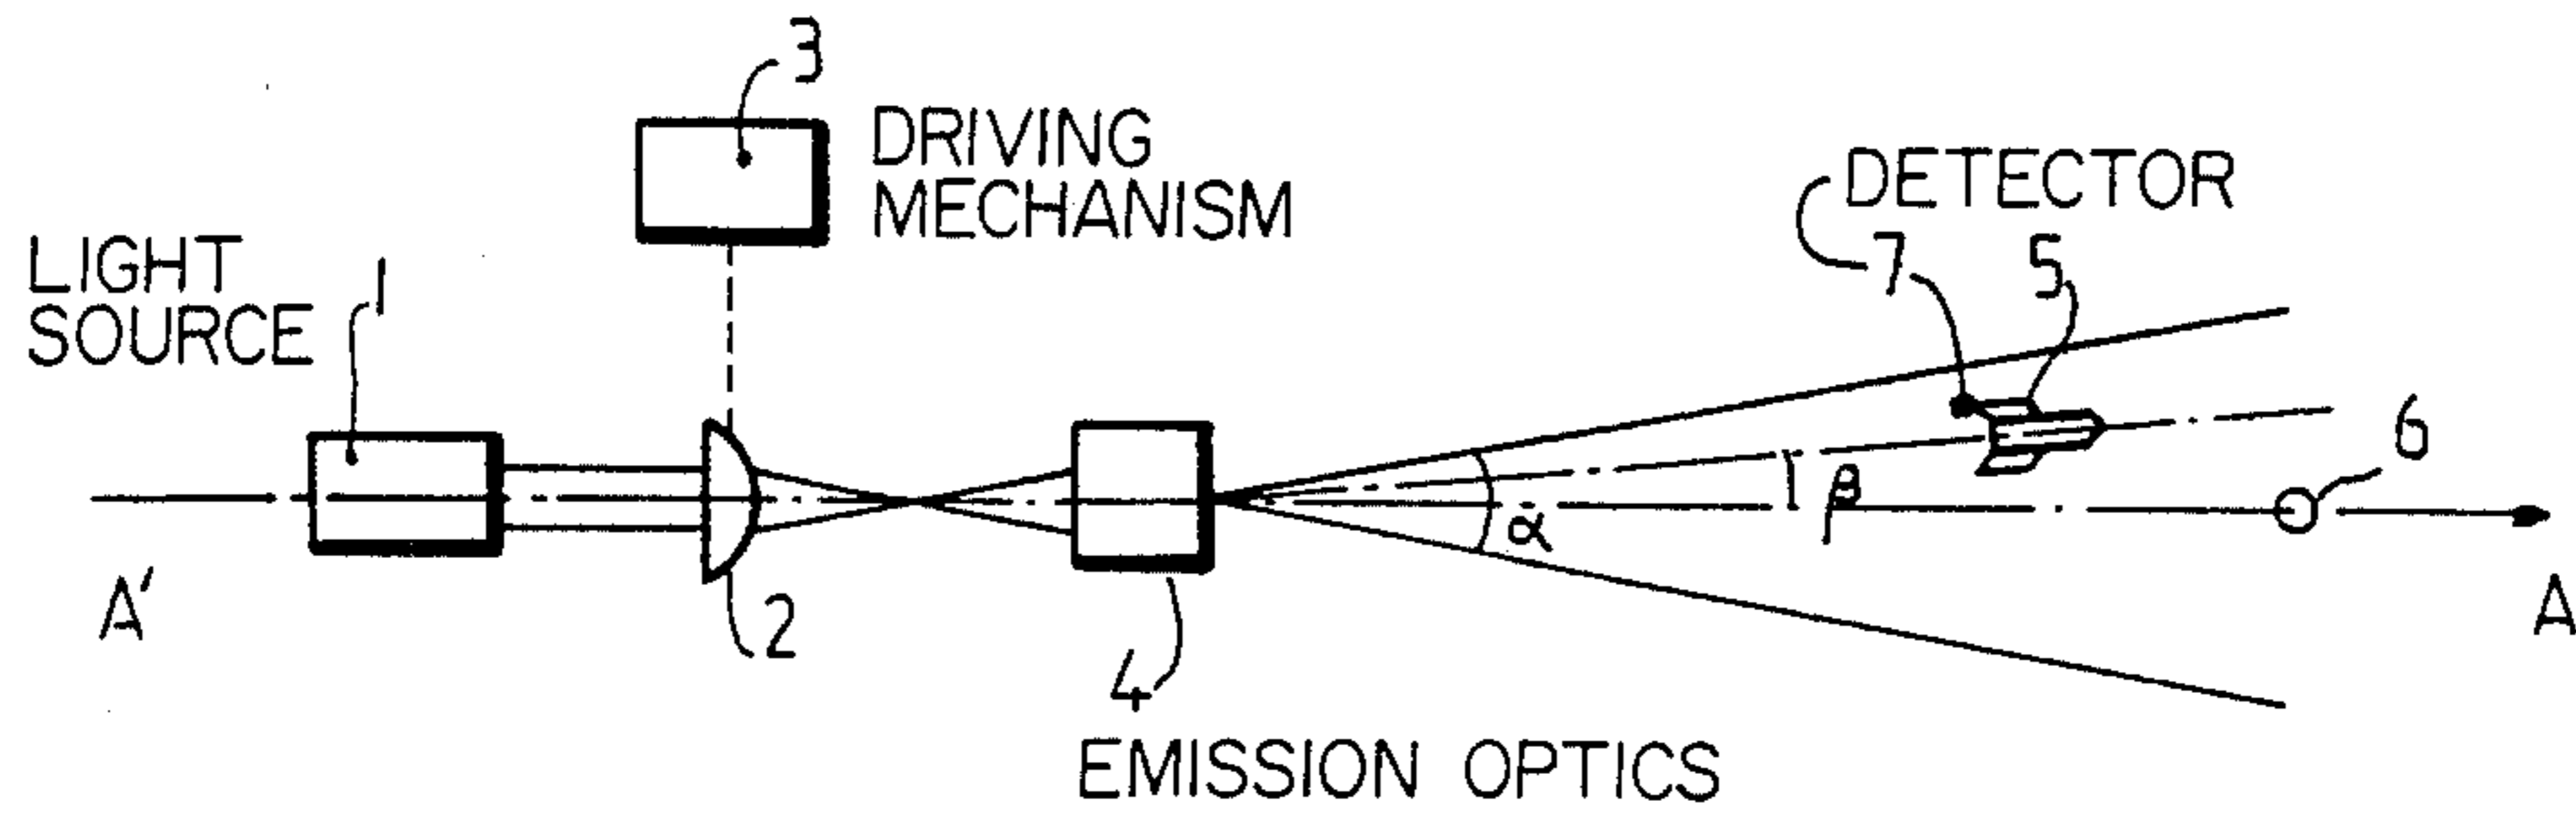 3
DRIVING
MECHANISM
DETECTOR
7
5
LIGHT
SOURCE
1
6
β
α
A'
2
A
4
EMISSION OPTICS